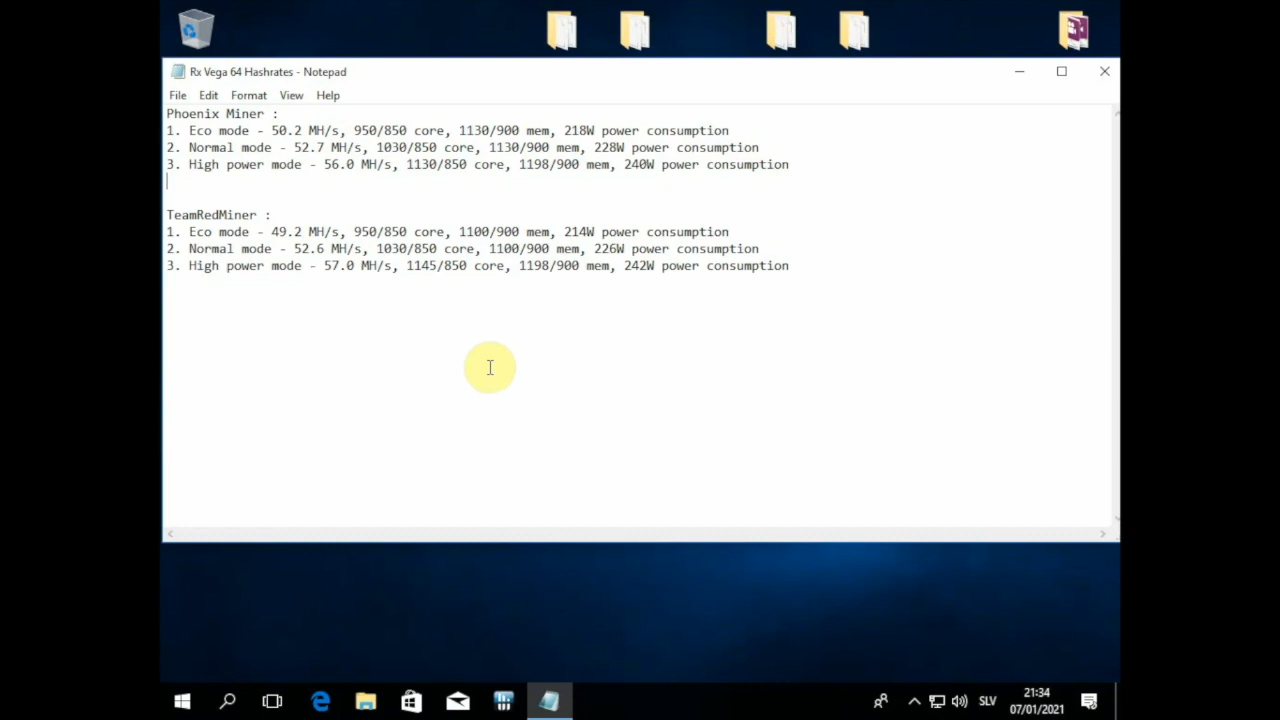 Rx Vega 64 Hashrates - Notepad
File Edit Format View Help
Phoenix Miner :
1. Eco mode - 50.2 MH/s, 950/850 core, 1130/900 mem, 218W power consumption
2. Normal mode - 52.7 MH/s, 1030/850 core, 1130/900 mem, 228W power consumption
3. High power mode - 56.0 MH/s, 1130/850 core, 1198/900 mem, 240W power consumption
TeamRedMiner :
1. Eco mode - 49.2 MH/s, 950/850 core, 1100/900 mem, 214W power consumption
2. Normal mode - 52.6 MH/s, 1030/850 core, 1100/900 mem, 226W power consumption
3. High power mode - 57.0 MH/s, 1145/850 core, 1198/900 mem, 242W power consumption
SLV
21:34
07/01/2021